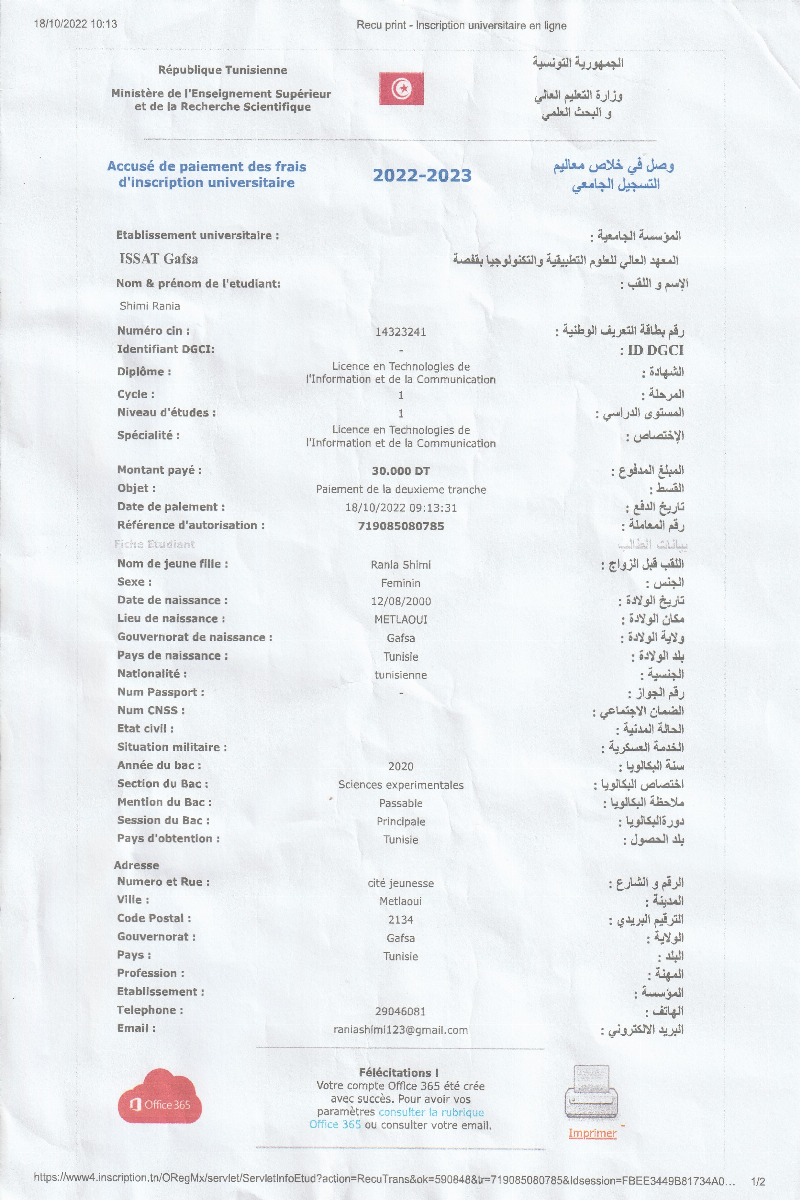 18/10/2022 10:13
Recu print - Inscription universitaire en ligne
République Tunisienne
الجمهورية التونسية
Ministère de l'Enseignement Supérieur
et de la Recherche Scientifique
وزارة التعليم العالي
و البحث العلمي
Accusé de paiement des frais
d'inscription universitaire
2022-2023
وصل في خلاص معاليم
التسجيل الجامعي
Etablissement universitaire :
المؤسسة الجامعية :
ISSAT Gafsa
المعهد العالي للعلوم التطبيقية والتكنولوجيا بقفصة
Nom & prénom de l'etudiant:
الإسم و اللقب :
Shimi Rania
Numéro cin : 14323241 رقم بطاقة التعريف الوطنية :
Identifiant DGCI: - ID DGCI :
Diplôme : Licence en Technologies de
l'Information et de la Communication الشهادة :
Cycle : 1 المرحلة :
Niveau d'études : 1 المستوى الدراسي :
Spécialité : Licence en Technologies de
l'Information et de la Communication الإختصاص :
Montant payé : 30.000 DT المبلغ المدفوع :
Objet : Paiement de la deuxieme tranche القسط :
Date de paiement : 18/10/2022 09:13:31 تاريخ الدفع :
Référence d'autorisation : 719085080785 رقم المعاملة :
Fiche Etudiant بيانات الطالب
Nom de jeune fille : Rania Shimi اللقب قبل الزواج :
Sexe : Feminin الجنس :
Date de naissance : 12/08/2000 تاريخ الولادة :
Lieu de naissance : METLAOUI مكان الولادة :
Gouvernorat de naissance : Gafsa ولاية الولادة :
Pays de naissance : Tunisie بلد الولادة :
Nationalité : tunisienne الجنسية :
Num Passport : - رقم الجواز :
Num CNSS : الضمان الاجتماعي :
Etat civil : الحالة المدنية :
Situation militaire : الخدمة العسكرية :
Année du bac : 2020 سنة البكالويا :
Section du Bac : Sciences experimentales اختصاص البكالويا :
Mention du Bac : Passable ملاحظة البكالويا :
Session du Bac : Principale دورةالبكالويا :
Pays d'obtention : Tunisie بلد الحصول :
Adresse
Numero et Rue : cité jeunesse الرقم و الشارع :
Ville : Metlaoui المدينة :
Code Postal : 2134 الترقيم البريدي :
Gouvernorat : Gafsa الولاية :
Pays : Tunisie البلد :
Profession : المهنة :
Etablissement : المؤسسة :
Telephone : 29046081 الهاتف :
Email : raniashimi123@gmail.com البريد الالكتروني :
Félécitations !
Votre compte Office 365 été crée
avec succès. Pour avoir vos
paramètres consulter la rubrique
Office 365 ou consulter votre email.
Office 365
Imprimer
https://www4.inscription.tn/ORegMx/servlet/ServletInfoEtud?action=RecuTrans&ok=590848&tr=719085080785&Idsession=FBEE3449B81734A0... 1/2